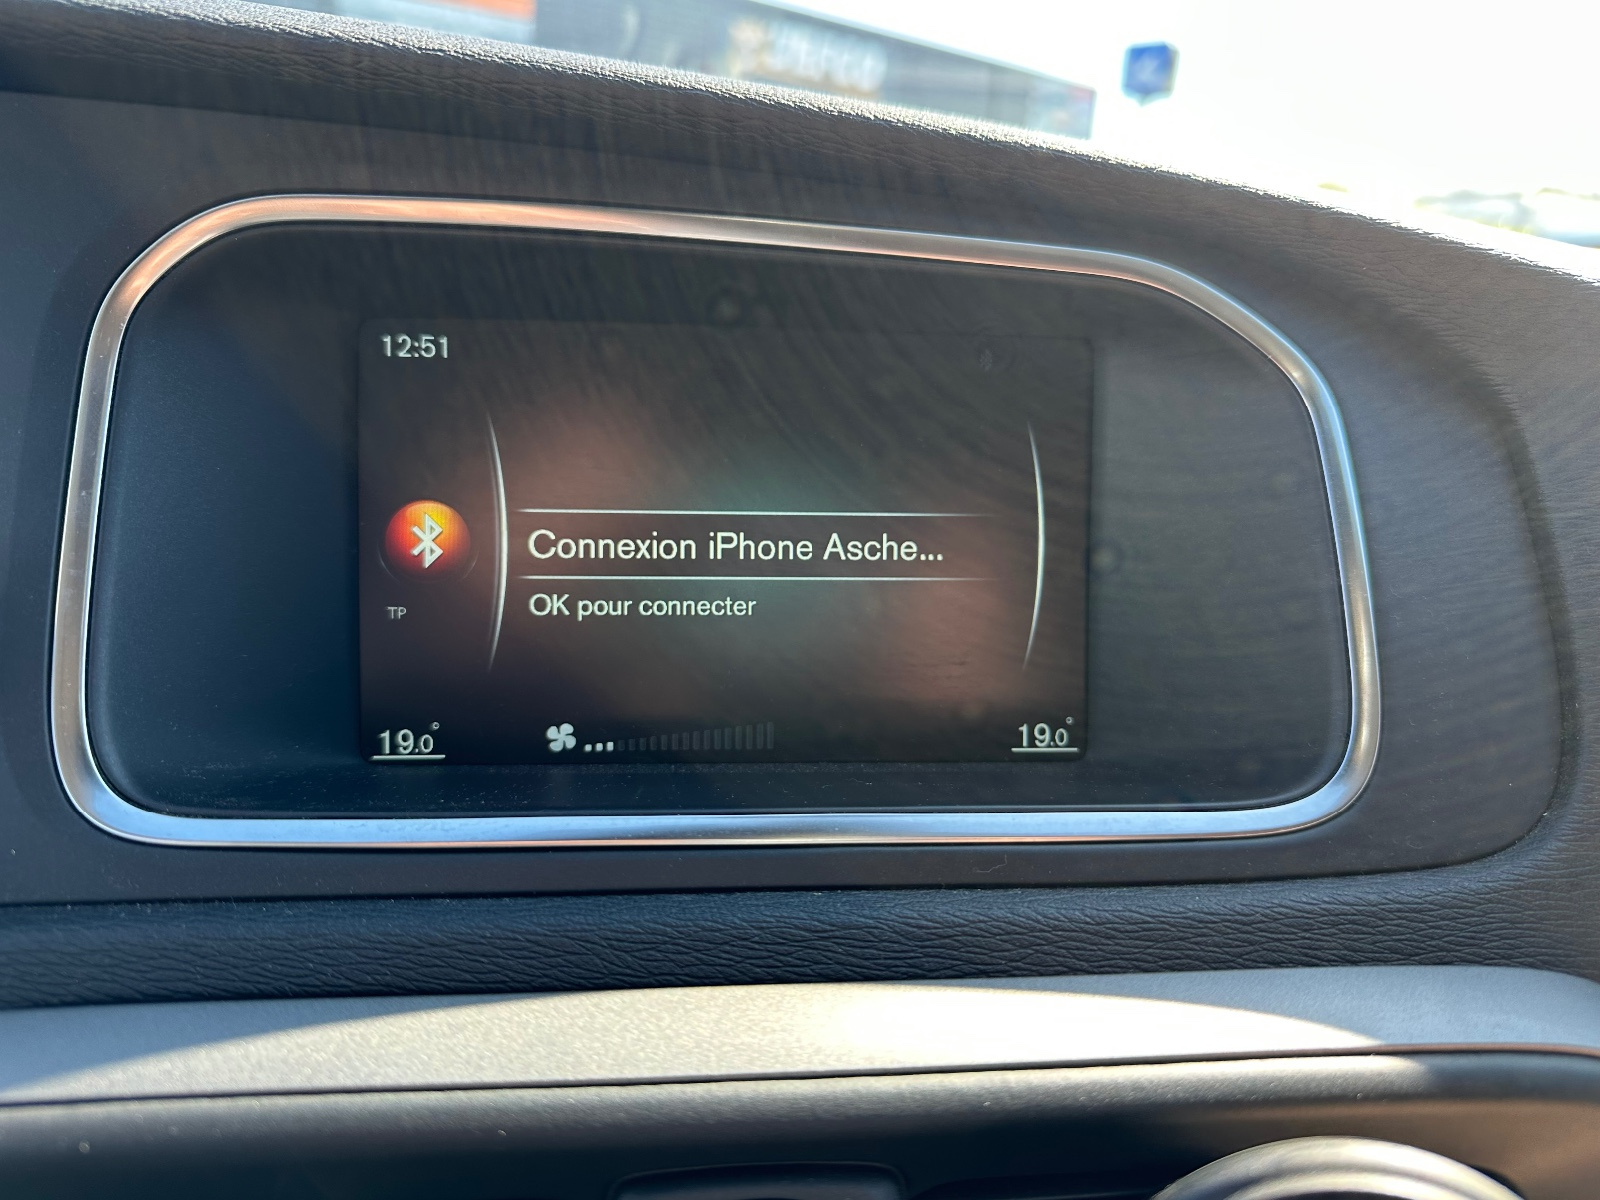 12:51
Connexion iPhone Asche...
OK pour connecter
TP
19.0°
19.0°